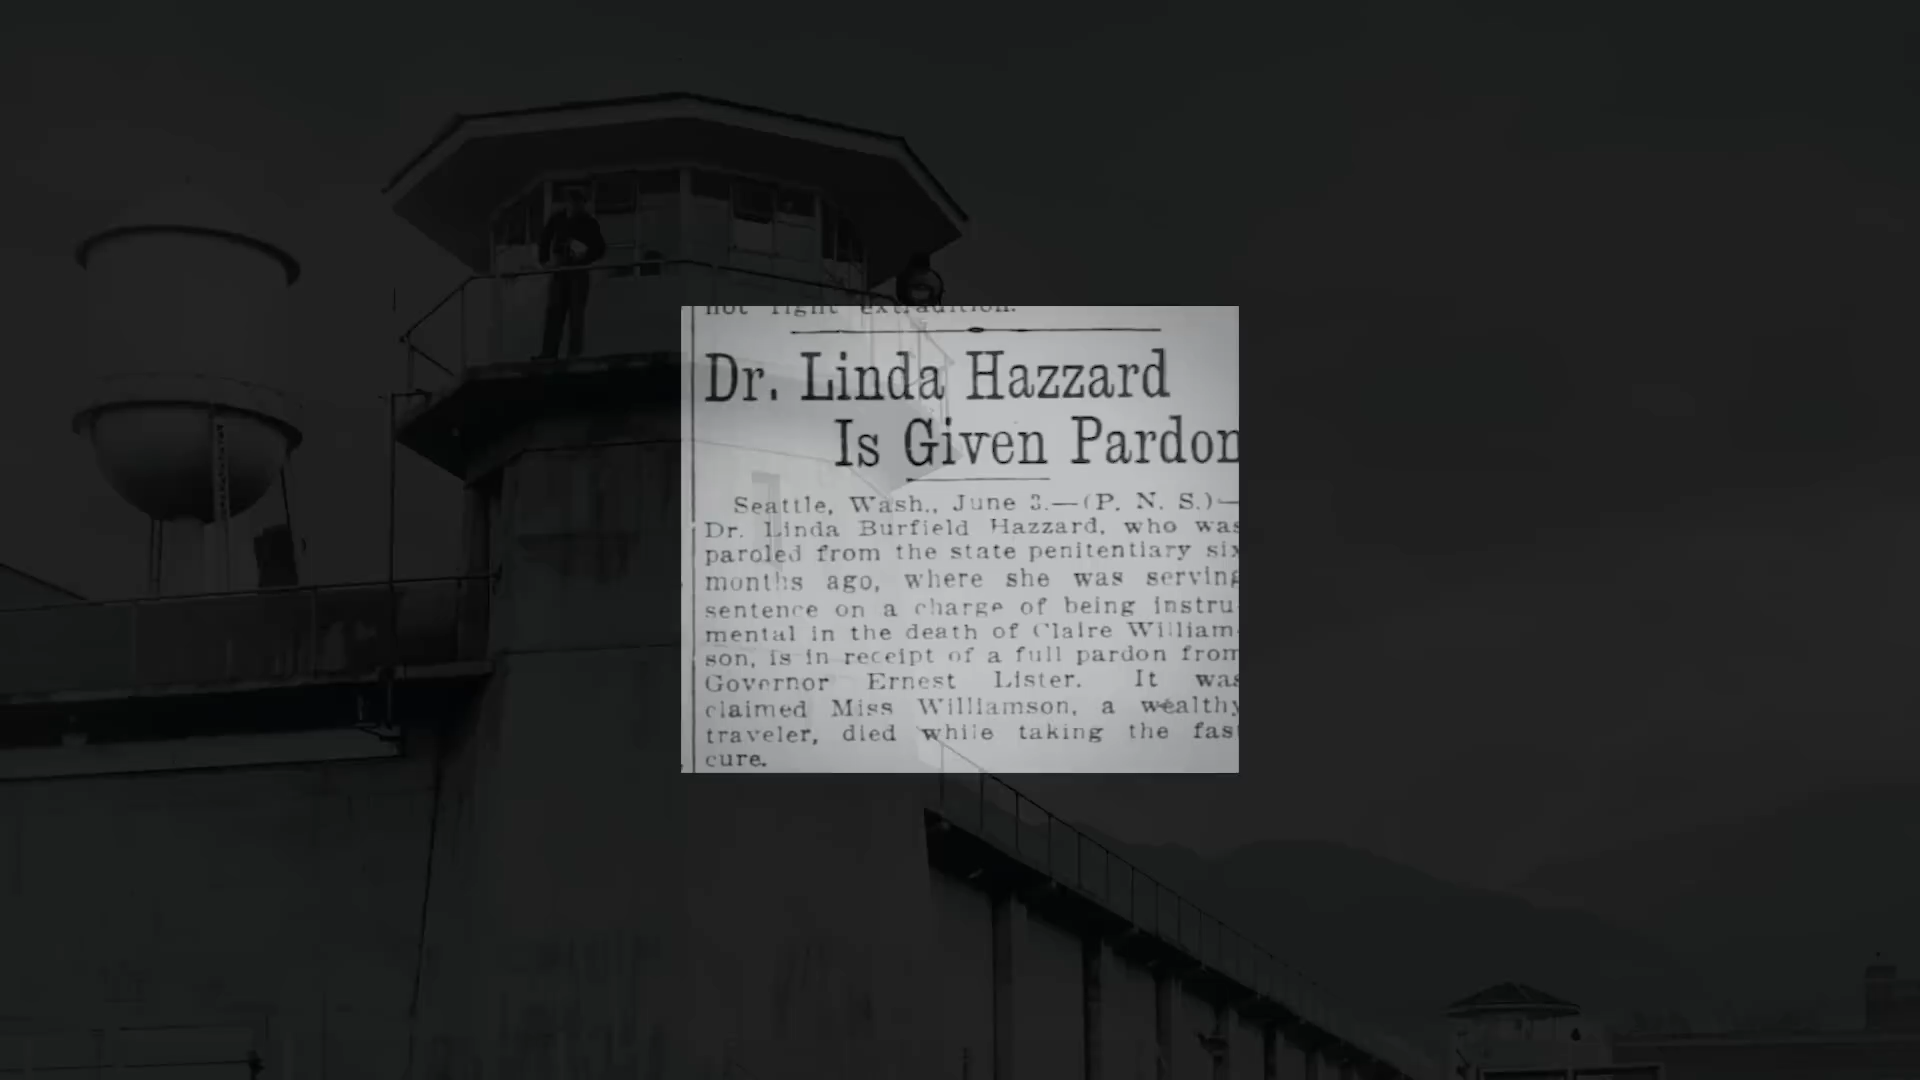 not fight extradition.
Dr. Linda Hazzard
Is Given Pardon
Seattle, Wash., June 3.—(P. N. S.)—
Dr. Linda Burfield Hazzard, who was
paroled from the state penitentiary six
months ago, where she was serving
sentence on a charge of being instru-
mental in the death of Claire William-
son, is in receipt of a full pardon from
Governor Ernest Lister. It was
claimed Miss Williamson, a wealthy
traveler, died while taking the fast
cure.